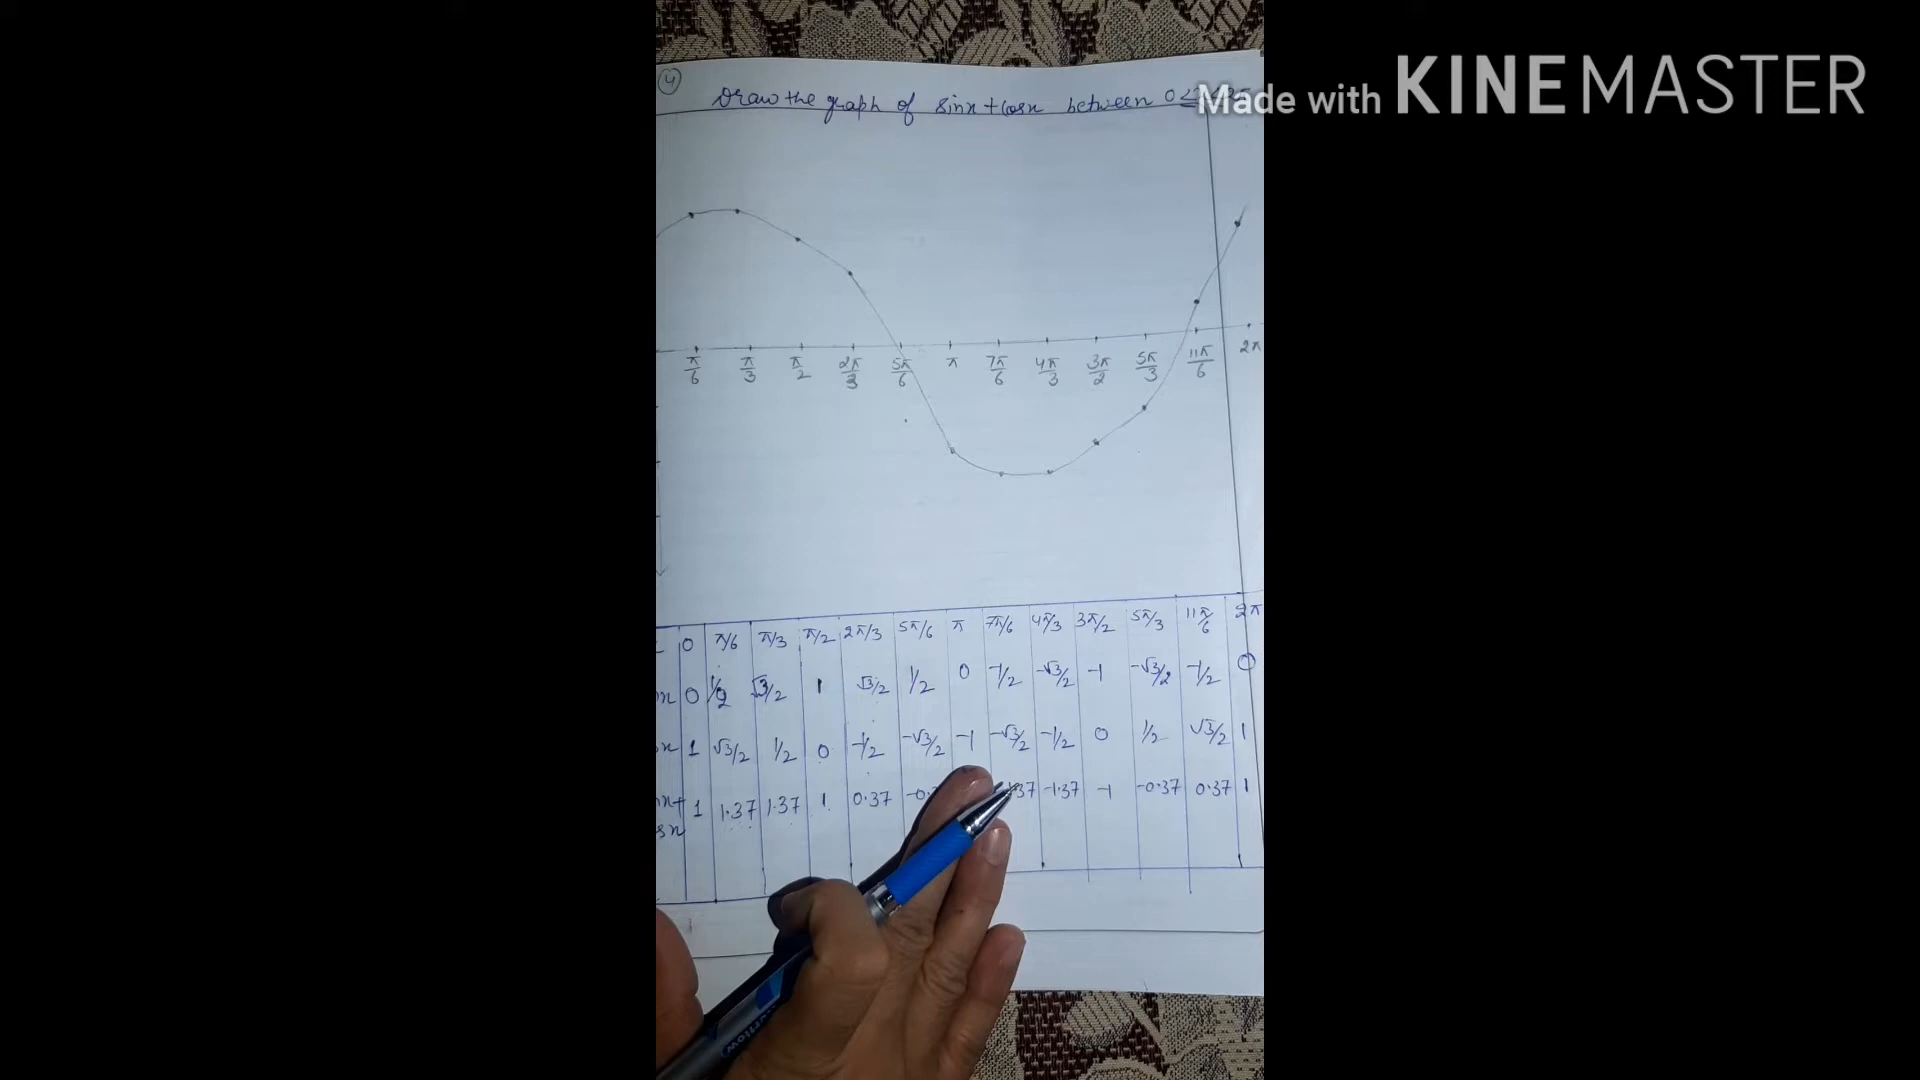 4
Draw the graph of sinx + cosx between 0 ≤
Made with KINEMASTER
π/6 π/3 π/2 2π/3 5π/6 π 7π/6 4π/3 3π/2 5π/3 11π/6 2π
0 π/6 π/3 π/2 2π/3 5π/6 π 7π/6 4π/3 3π/2 5π/3 11π/6 2π
0 1/2 √3/2 1 √3/2 1/2 0 -1/2 -√3/2 -1 -√3/2 -1/2 0
1 √3/2 1/2 0 -1/2 -√3/2 -1 -√3/2 -1/2 0 1/2 √3/2 1
1 1.37 1.37 1 0.37 -1.37 -1 -0.37 0.37 1